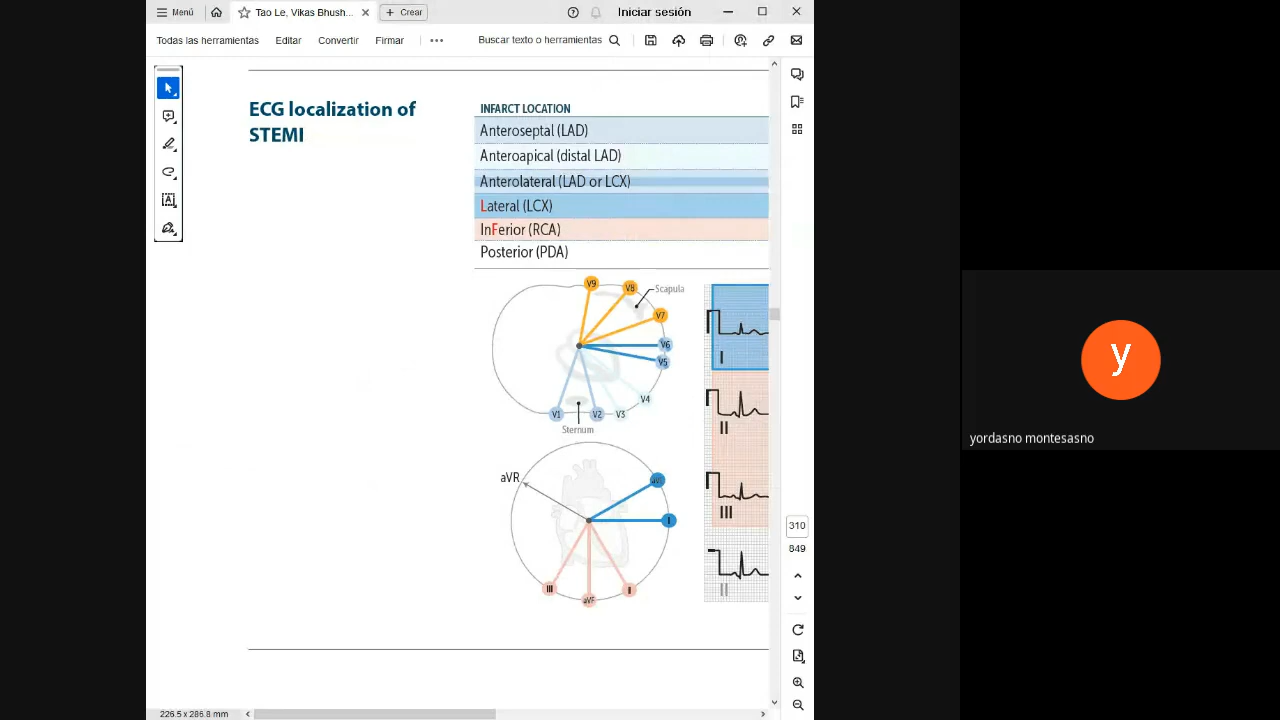 Menú
Tao Le, Vikas Bhush...
Crear
Iniciar sesión
Todas las herramientas
Editar
Convertir
Firmar
Buscar texto o herramientas
ECG localization of
STEMI
INFARCT LOCATION
Anteroseptal (LAD)
Anteroapical (distal LAD)
Anterolateral (LAD or LCX)
Lateral (LCX)
InFerior (RCA)
Posterior (PDA)
V9
V8
Scapula
V7
V6
V5
V4
V1
V2
V3
Sternum
I
II
III
II
aVR
I
III
aVF
II
310
849
226.5 x 286.8 mm
y
yordasno montesasno